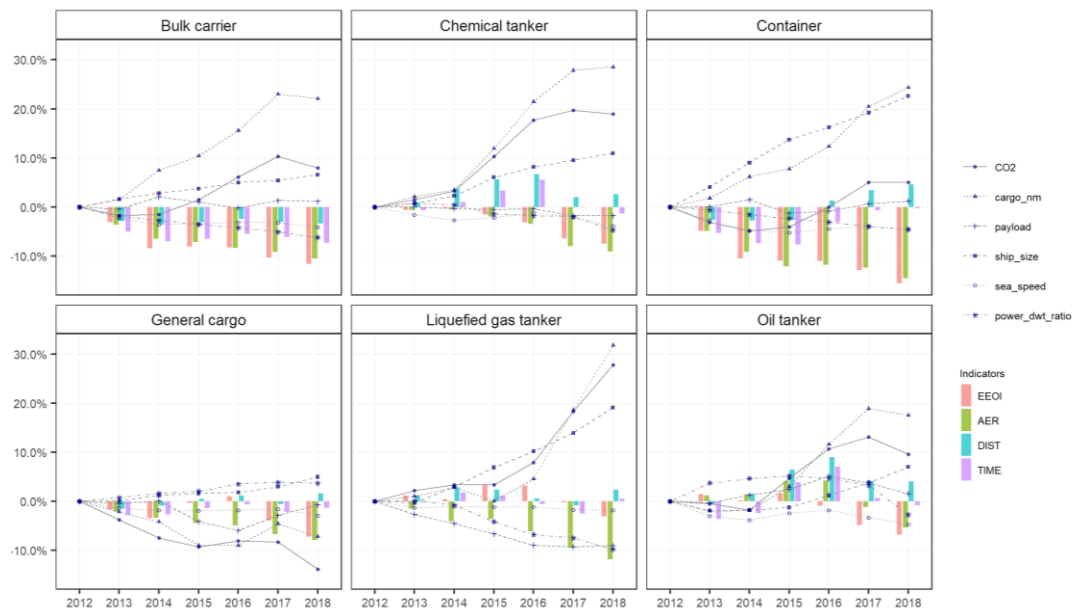 Bulk carrier
Chemical tanker
Container
30.0%
20.0%
10.0%
0.0%
-10.0%
General cargo
Liquefied gas tanker
Oil tanker
30.0%
20.0%
10.0%
0.0%
-10.0%
2012 2013 2014 2015 2016 2017 2018
2012 2013 2014 2015 2016 2017 2018
2012 2013 2014 2015 2016 2017 2018
CO2
cargo_nm
payload
ship_size
sea_speed
power_dwt_ratio
Indicators
EEOI
AER
DIST
TIME